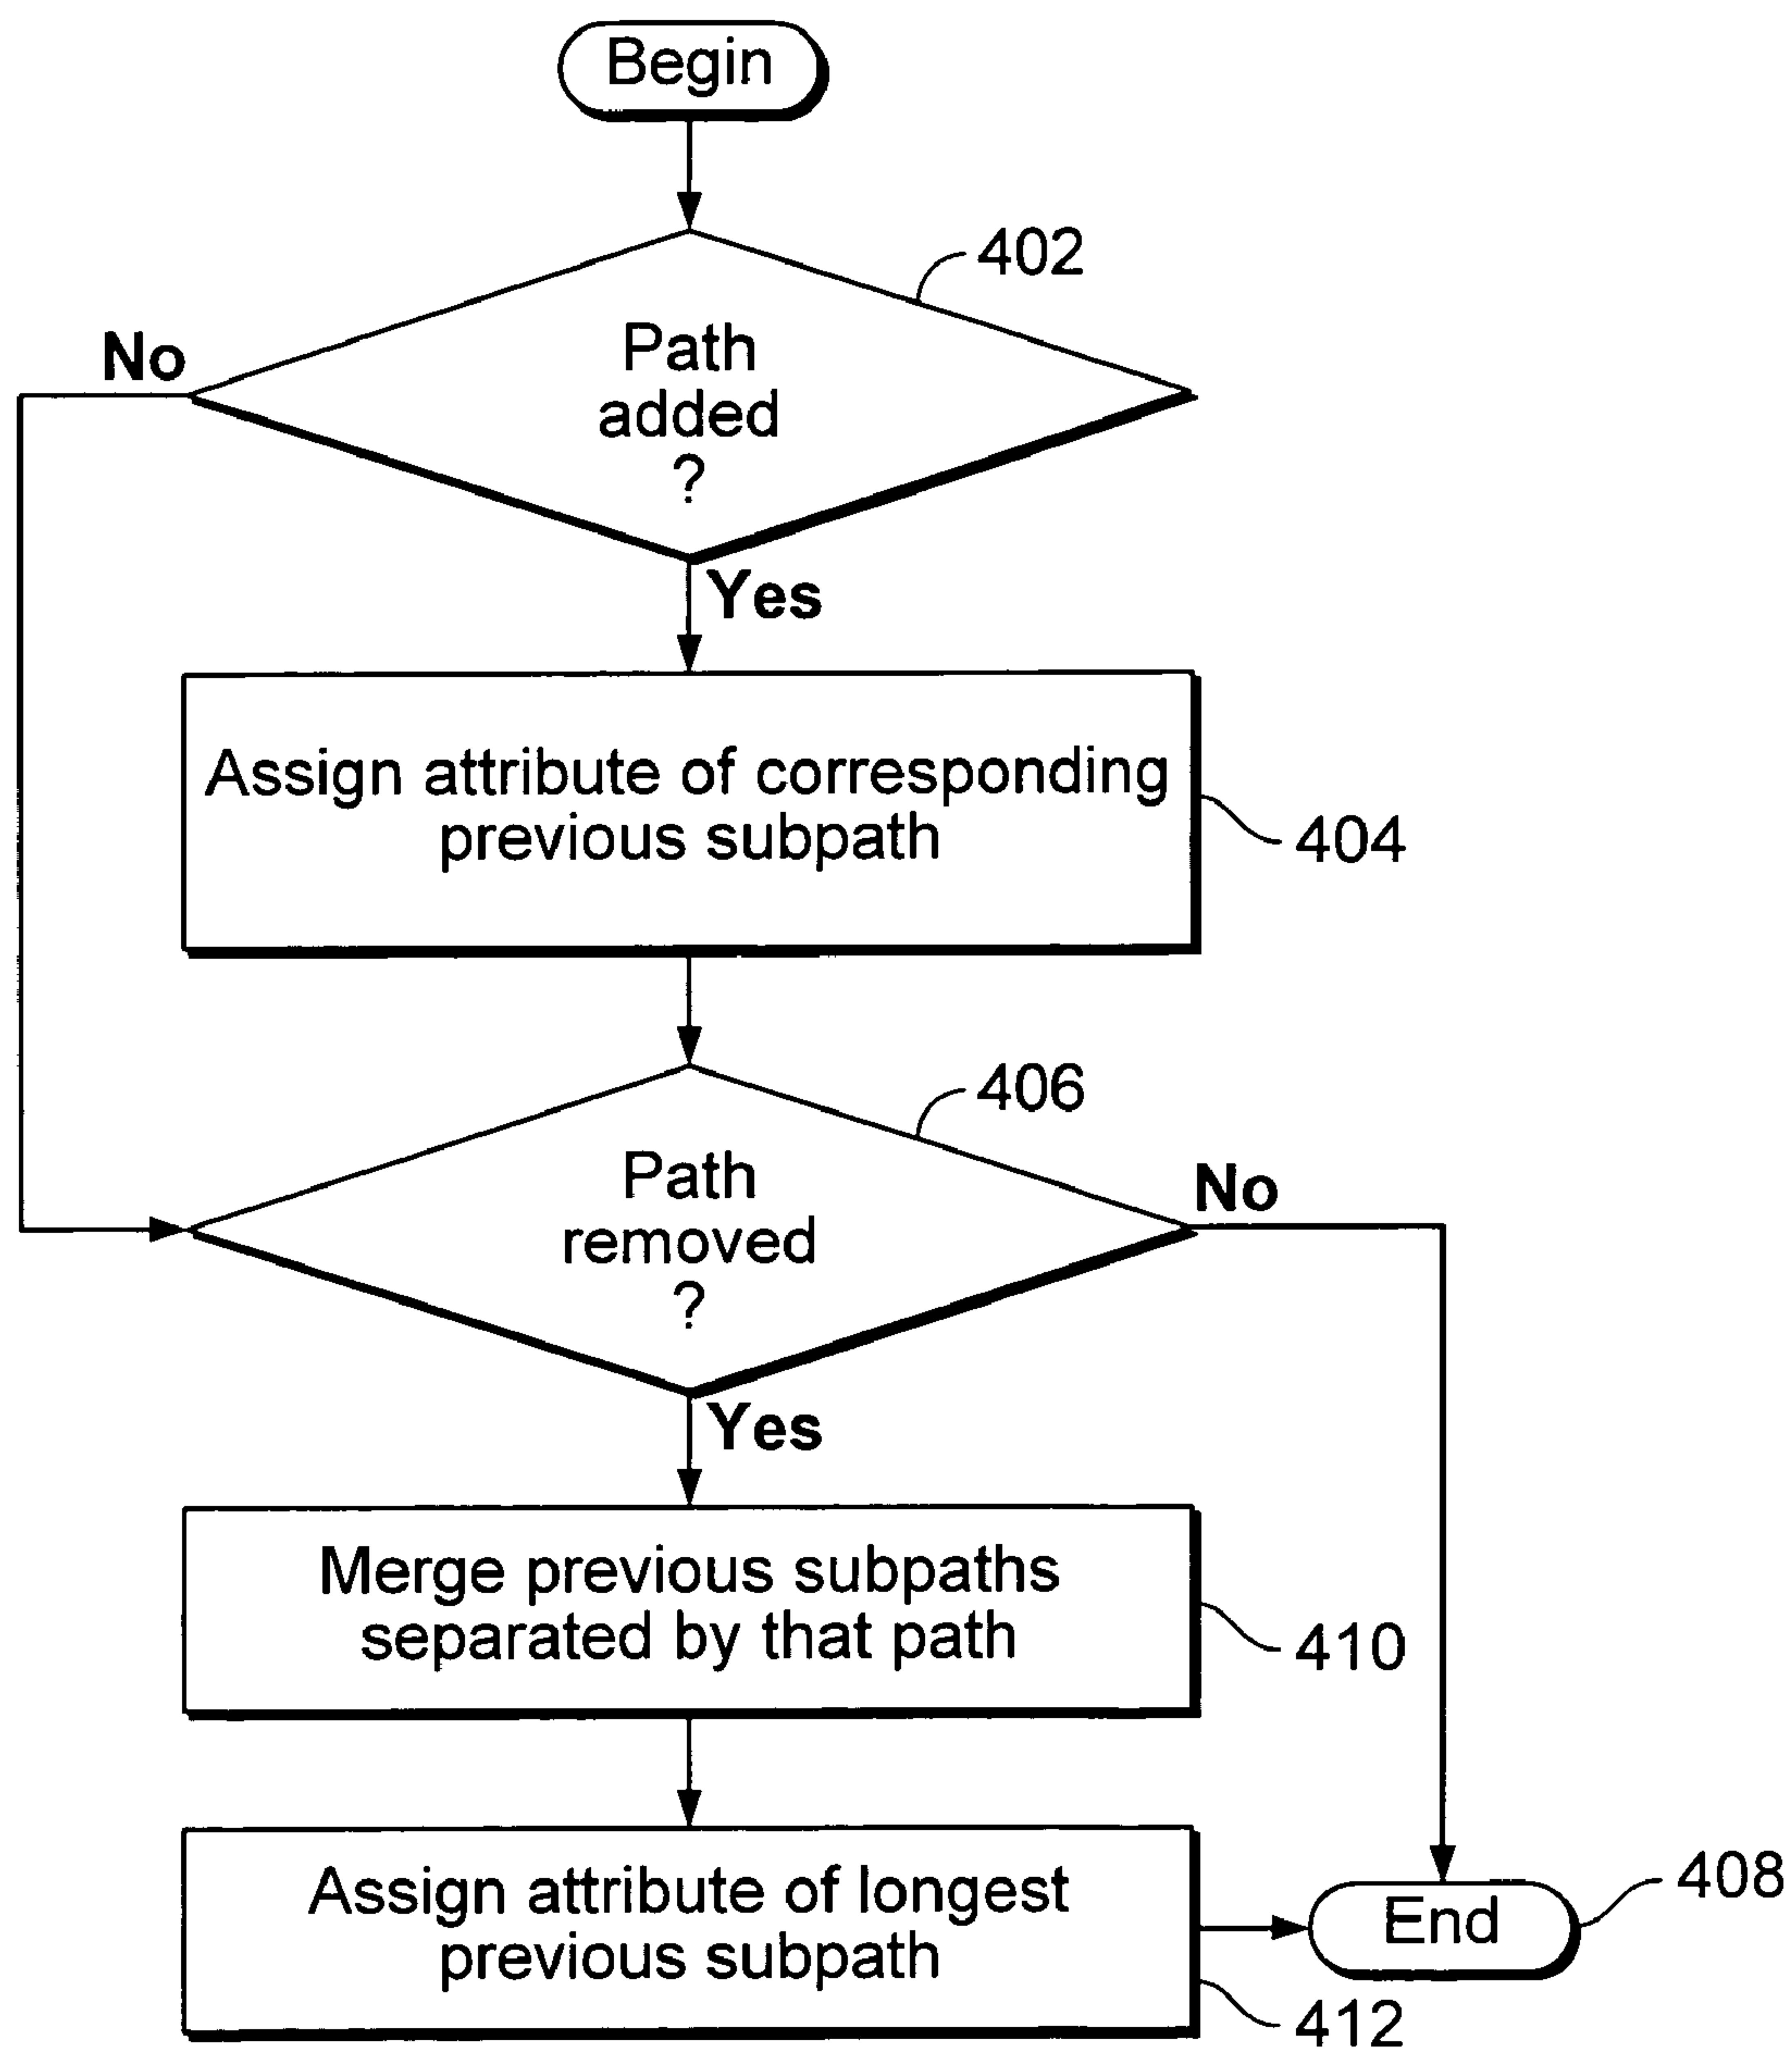 Begin
402
No
Path
added
?
Yes
Assign attribute of corresponding
previous subpath
404
406
Path
removed
?
No
Yes
Merge previous subpaths
separated by that path
410
Assign attribute of longest
previous subpath
408
End
412